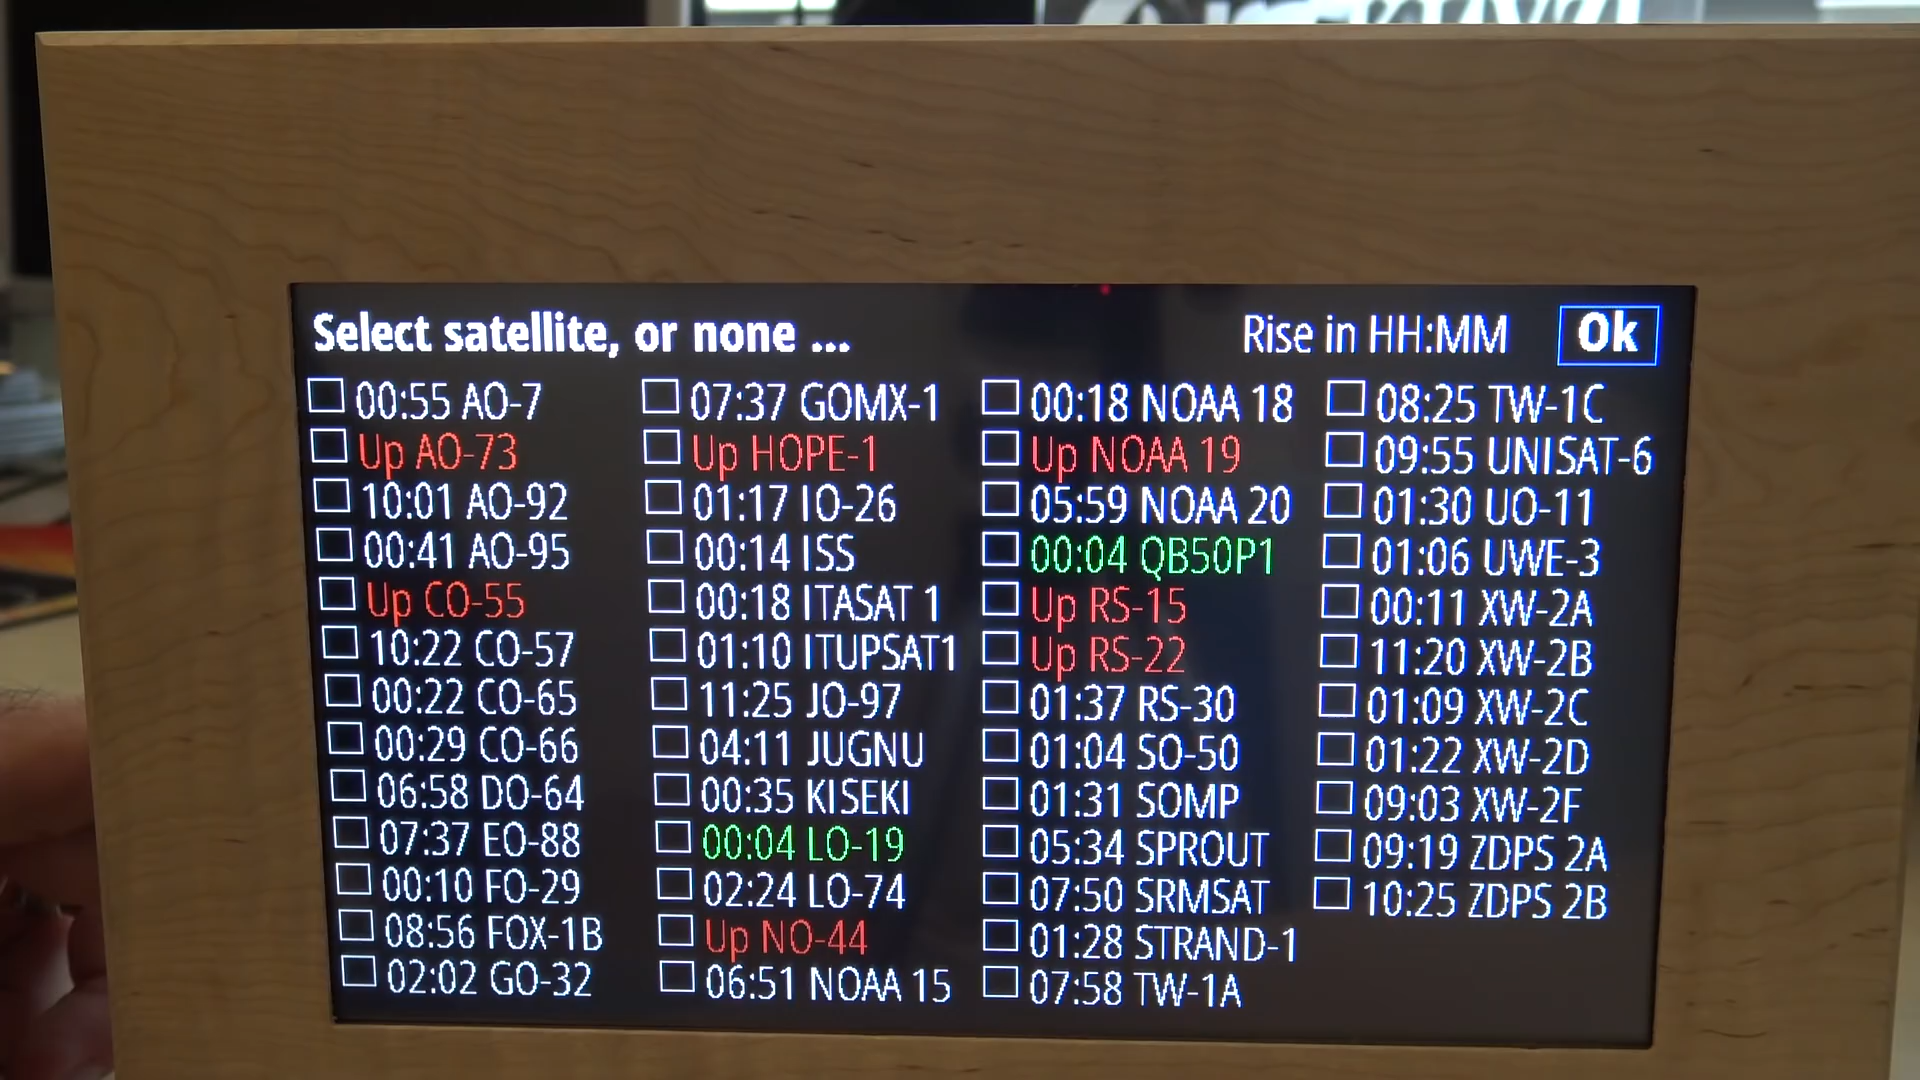 Select satellite, or none ...
Rise in HH:MM
Ok
00:55 AO-7
Up AO-73
10:01 AO-92
00:41 AO-95
Up CO-55
10:22 CO-57
00:22 CO-65
00:29 CO-66
06:58 DO-64
07:37 EO-88
00:10 FO-29
08:56 FOX-1B
02:02 GO-32
07:37 GOMX-1
Up HOPE-1
01:17 IO-26
00:14 ISS
00:18 ITASAT 1
01:10 ITUPSAT1
11:25 JO-97
04:11 JUGNU
00:35 KISEKI
00:04 LO-19
02:24 LO-74
Up NO-44
06:51 NOAA 15
00:18 NOAA 18
Up NOAA 19
05:59 NOAA 20
00:04 QB50P1
Up RS-15
Up RS-22
01:37 RS-30
01:04 SO-50
01:31 SOMP
05:34 SPROUT
07:50 SRMSAT
01:28 STRAND-1
07:58 TW-1A
08:25 TW-1C
09:55 UNISAT-6
01:30 UO-11
01:06 UWE-3
00:11 XW-2A
11:20 XW-2B
01:09 XW-2C
01:22 XW-2D
09:03 XW-2F
09:19 ZDPS 2A
10:25 ZDPS 2B